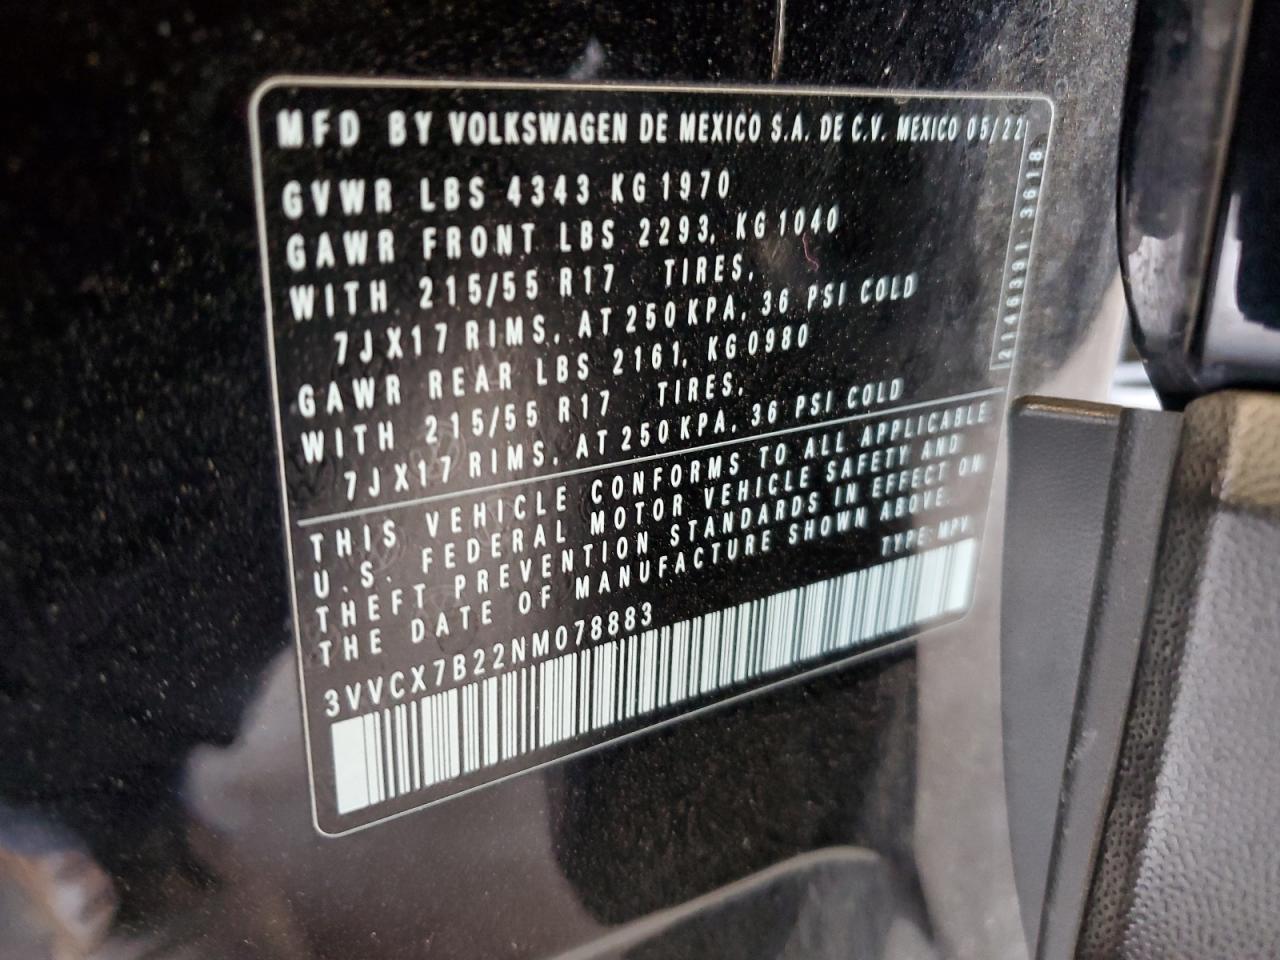 MFD BY VOLKSWAGEN DE MEXICO S.A. DE C.V. MEXICO 05/22
GVWR LBS 4343 KG 1970
GAWR FRONT LBS 2293, KG 1040
WITH 215/55 R17 TIRES,
7JX17 RIMS, AT 250 KPA, 36 PSI COLD
GAWR REAR LBS 2161, KG 0980
WITH 215/55 R17 TIRES,
7JX17 RIMS, AT 250 KPA, 36 PSI COLD
2146391.3618
THIS VEHICLE CONFORMS TO ALL APPLICABLE
U.S. FEDERAL MOTOR VEHICLE SAFETY AND
THEFT PREVENTION STANDARDS IN EFFECT ON
THE DATE OF MANUFACTURE SHOWN ABOVE.
TYPE: MPV
3VVCX7B22NM078883